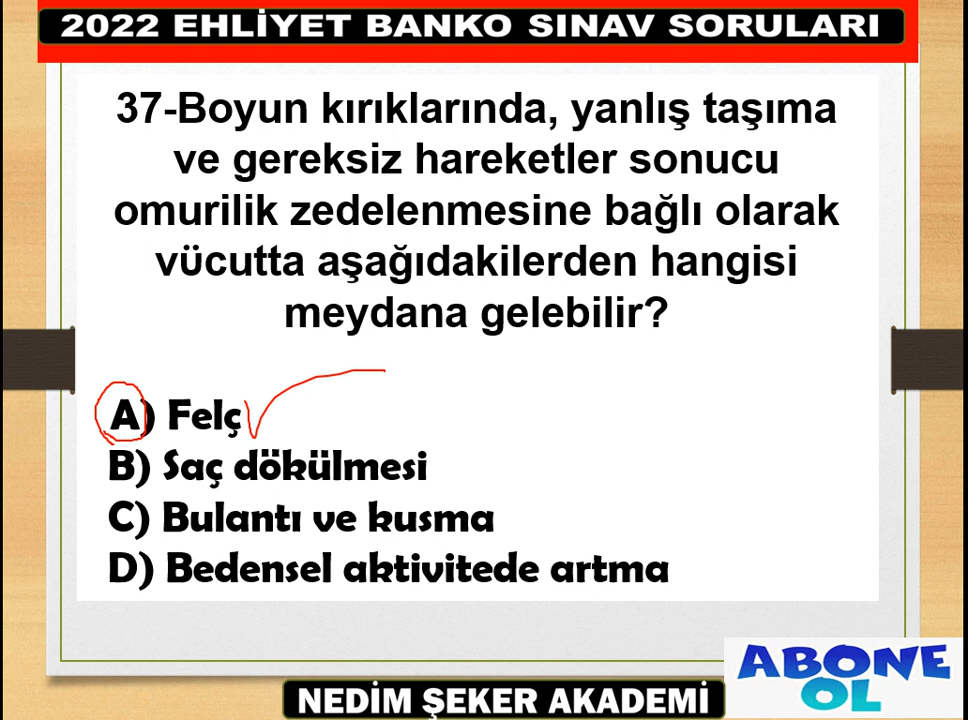 2022 EHLİYET BANKO SINAV SORULARI
37-Boyun kırıklarında, yanlış taşıma
ve gereksiz hareketler sonucu
omurilik zedelenmesine bağlı olarak
vücutta aşağıdakilerden hangisi
meydana gelebilir?
A) Felç
B) Saç dökülmesi
C) Bulantı ve kusma
D) Bedensel aktivitede artma
NEDİM ŞEKER AKADEMİ
ABONE
OL